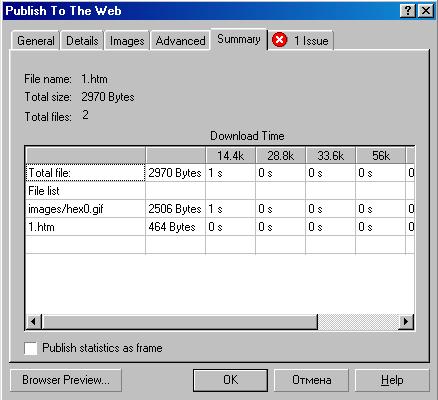 Publish To The Web
General Details Images Advanced Summary 1 Issue
File name: 1.htm
Total size: 2970 Bytes
Total files: 2
Download Time
14.4k 28.8k 33.6k 56k
Total file: 2970 Bytes 1 s 0 s 0 s 0 s 0
File list
images/hex0.gif 2506 Bytes 1 s 0 s 0 s 0 s 0
1.htm 464 Bytes 0 s 0 s 0 s 0 s 0
Publish statistics as frame
Browser Preview... OK Отмена Help